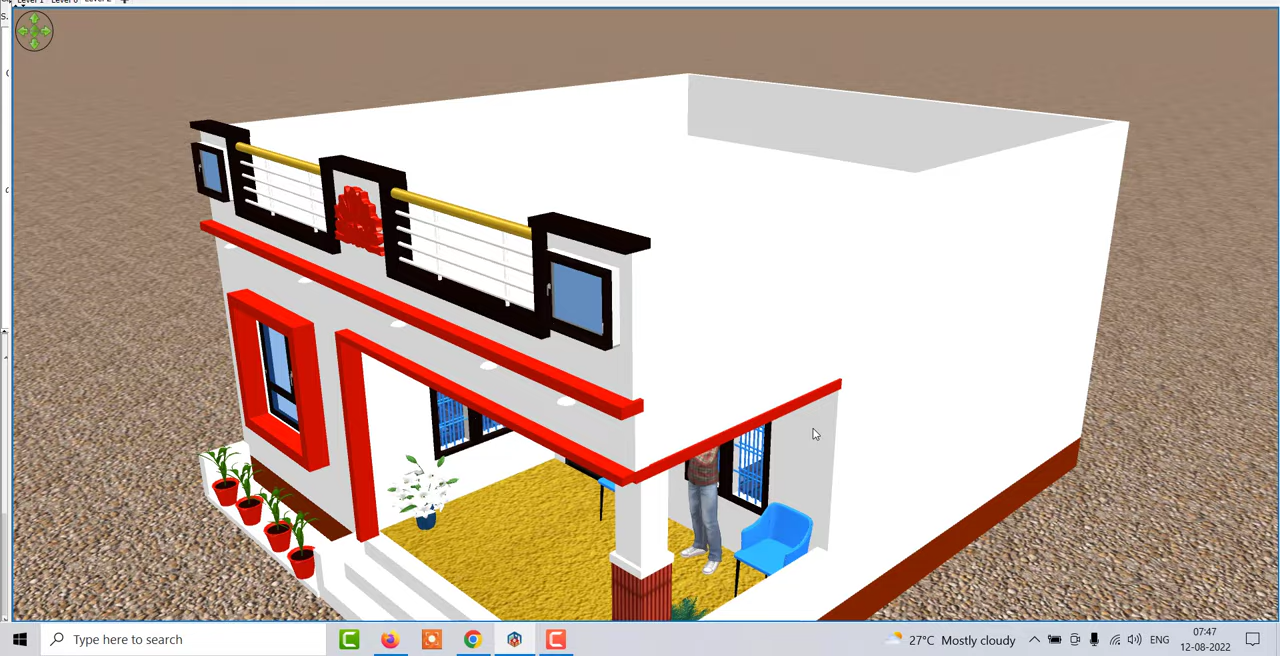 Type here to search
27°C Mostly cloudy
ENG
07:47
12-08-2022